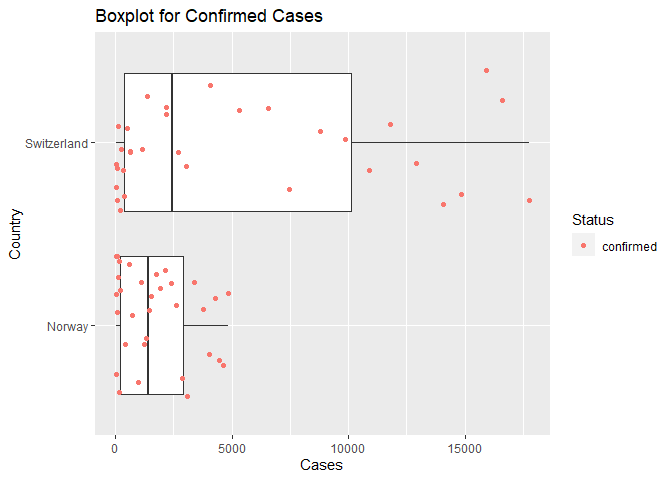 Boxplot for Confirmed Cases
Country
Switzerland
Norway
0 5000 10000 15000
Cases
Status
confirmed